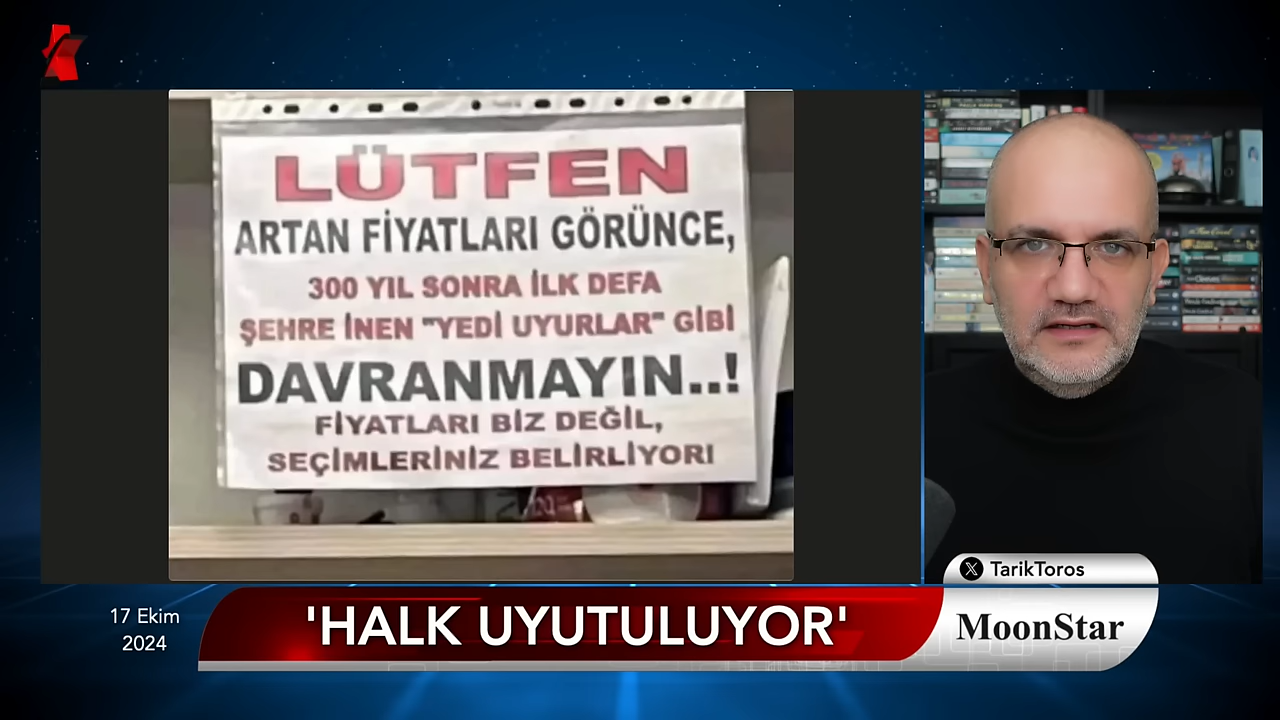 LÜTFEN
ARTAN FİYATLARI GÖRÜNCE,
300 YIL SONRA İLK DEFA
ŞEHRE İNEN "YEDİ UYURLAR" GİBİ
DAVRANMAYIN..!
FİYATLARI BİZ DEĞİL,
SEÇİMLERİNİZ BELİRLİYOR!
TarikToros
17 Ekim
2024
'HALK UYUTULUYOR'
MoonStar